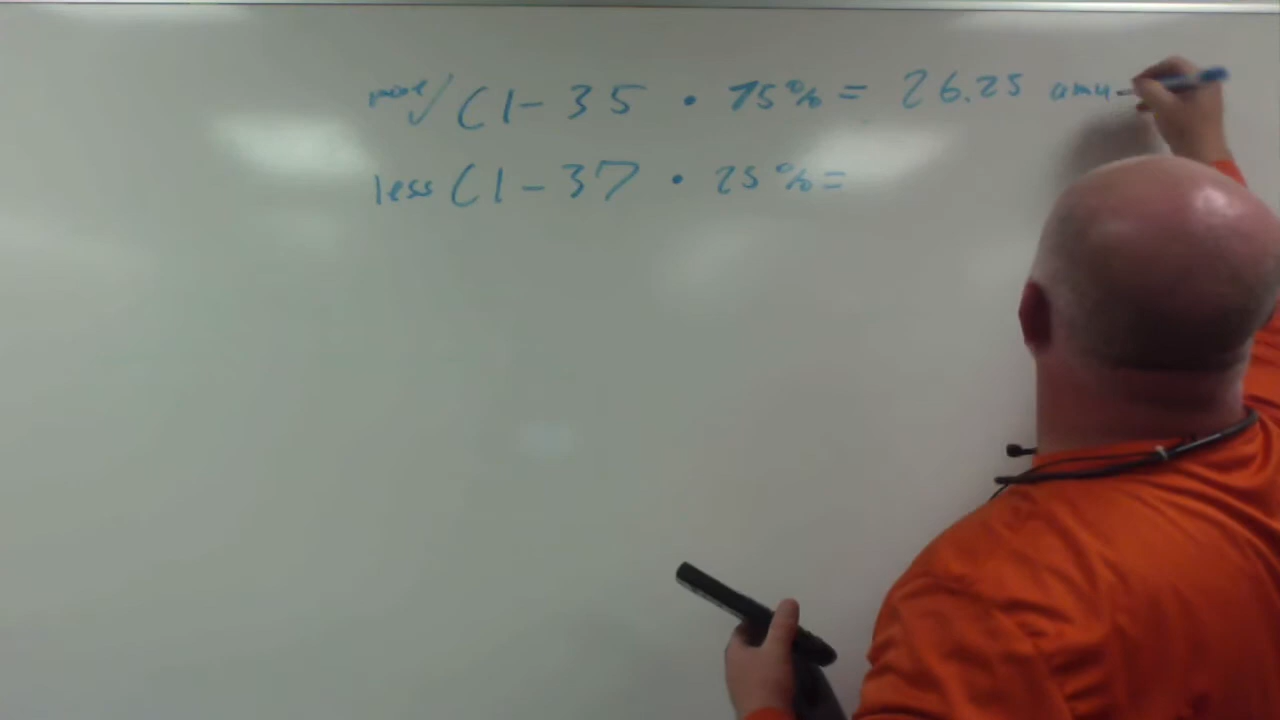 more Cl - 35 • 75% = 26.25 amu
less Cl - 37 • 25% =